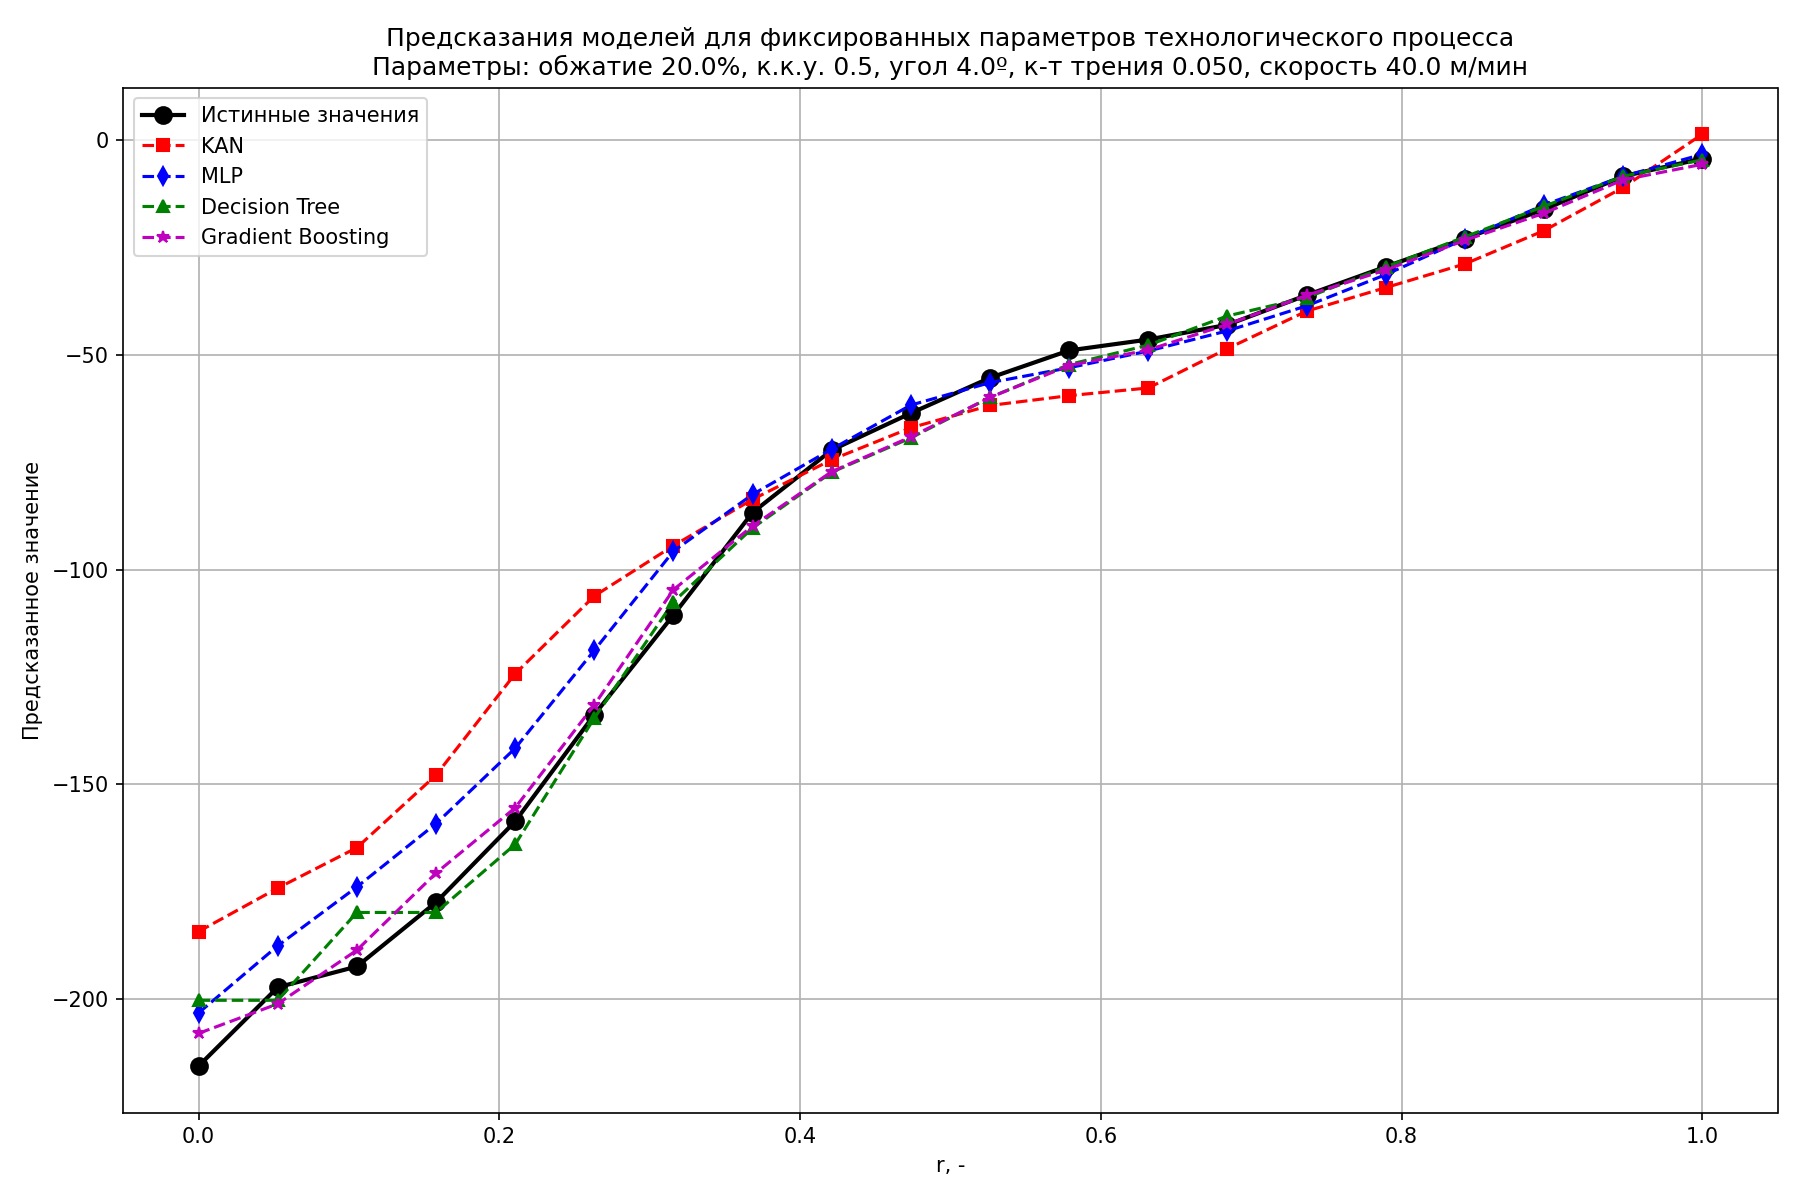 Предсказания моделей для фиксированных параметров технологического процесса
Параметры: обжатие 20.0%, к.к.у. 0.5, угол 4.0º, к-т трения 0.050, скорость 40.0 м/мин
Истинные значения
KAN
MLP
Decision Tree
Gradient Boosting
Предсказанное значение
0
−50
−100
−150
−200
0.0 0.2 0.4 0.6 0.8 1.0
r, -